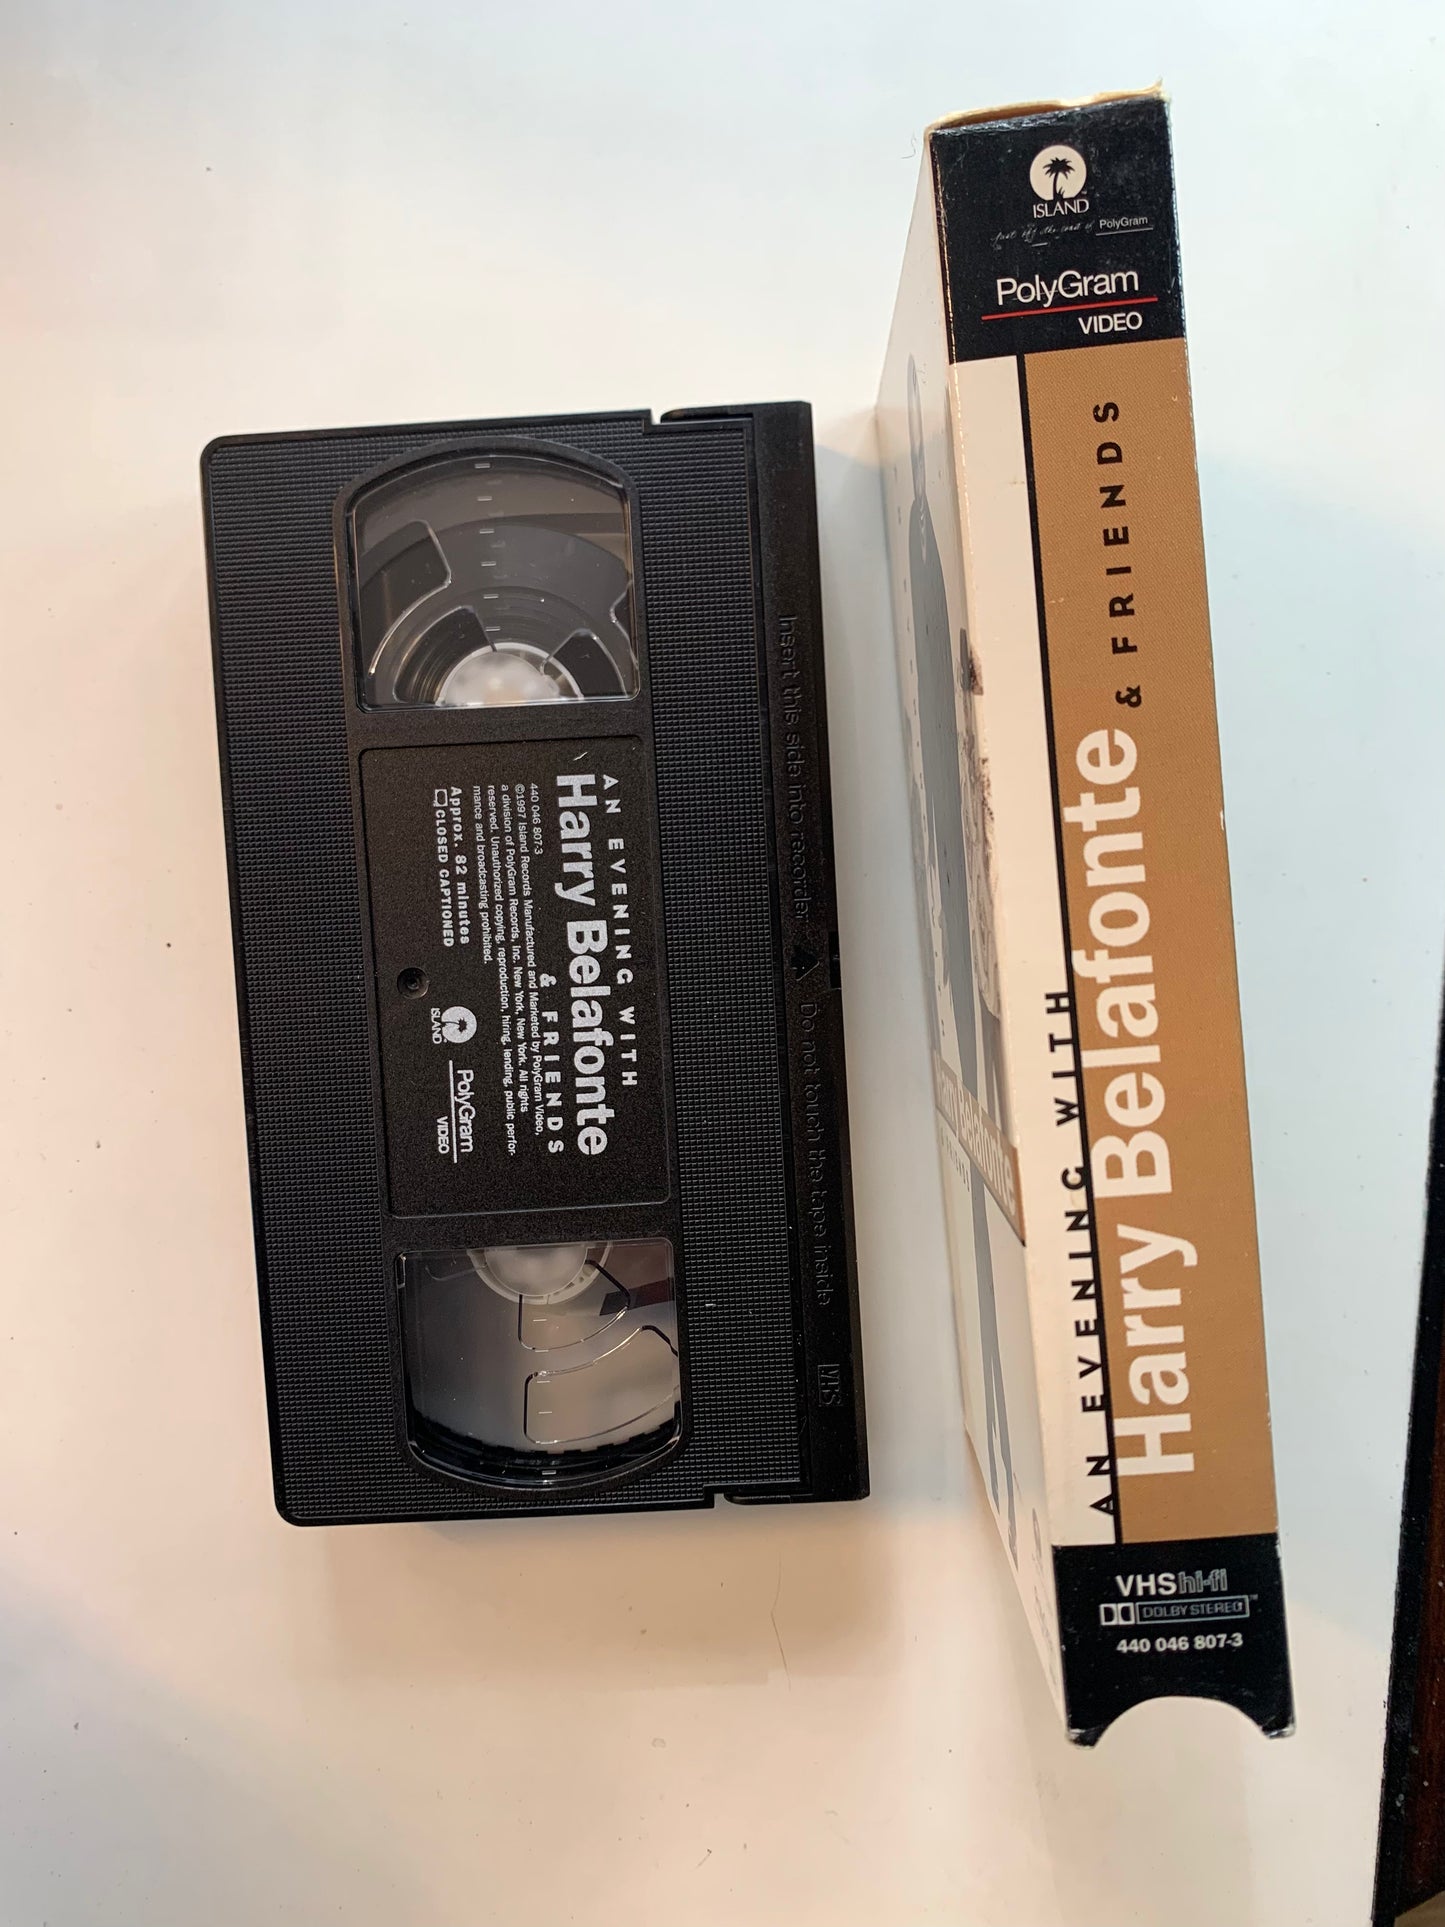 AN EVENING WITH
Harry Belafonte
& FRIENDS
440 046 807-3
©1997 Island Records Manufactured and Marketed by PolyGram Video,
a division of PolyGram Records, Inc. New York, New York. All rights
reserved. Unauthorized copying, reproduction, hiring, lending, public perfor-
mance and broadcasting prohibited.
Approx. 82 minutes
CLOSED CAPTIONED
ISLAND
PolyGram
VIDEO
Insert this side into recorder
Do not touch the tape inside
VHS
ISLAND
PolyGram
PolyGram
VIDEO
AN EVENING WITH
Harry Belafonte
& FRIENDS
VHS hi-fi
DOLBY STEREO™
440 046 807-3
Harry Belafonte